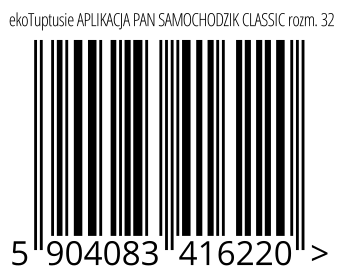 ekoTuptusie APLIKACJA PAN SAMOCHODZIK CLASSIC rozm. 32
5 904083 416220 >